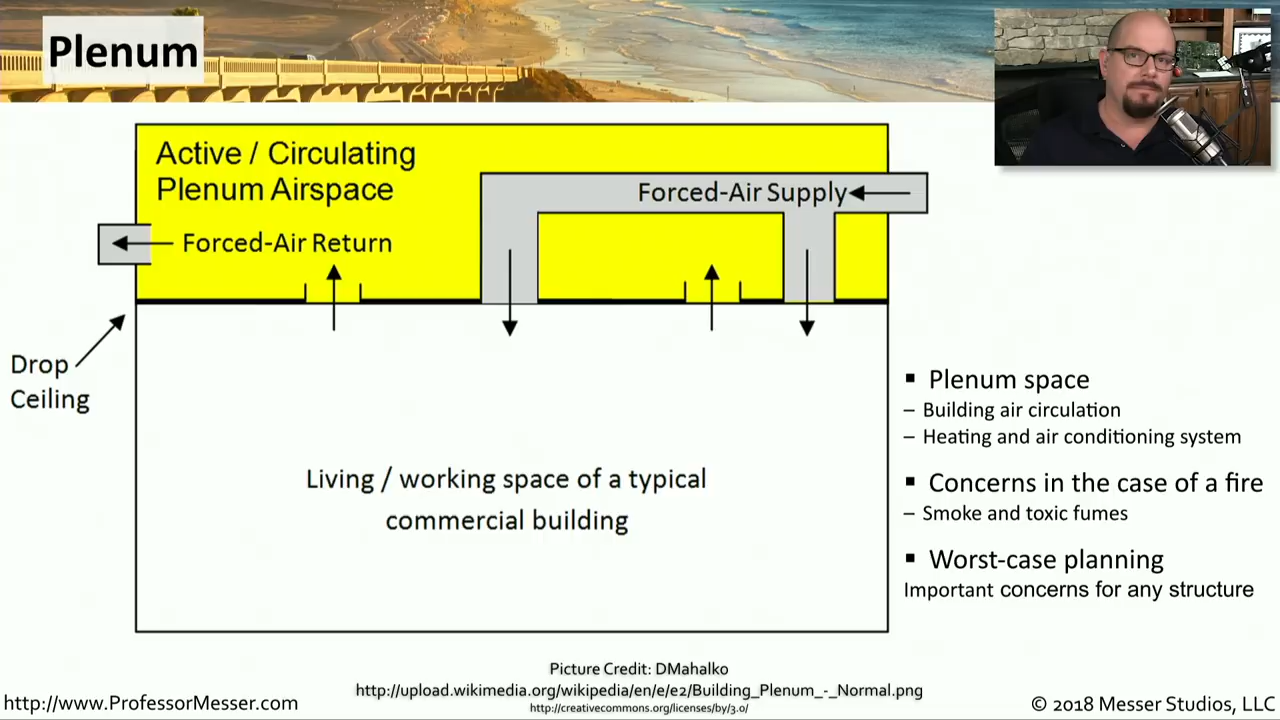 Plenum
Active / Circulating
Plenum Airspace
Forced-Air Supply
Forced-Air Return
Drop
Ceiling
Living / working space of a typical
commercial building
▪ Plenum space
– Building air circulation
– Heating and air conditioning system
▪ Concerns in the case of a fire
– Smoke and toxic fumes
▪ Worst-case planning
Important concerns for any structure
Picture Credit: DMahalko
http://upload.wikimedia.org/wikipedia/en/e/e2/Building_Plenum_-_Normal.png
http://creativecommons.org/licenses/by/3.0/
http://www.ProfessorMesser.com
© 2018 Messer Studios, LLC